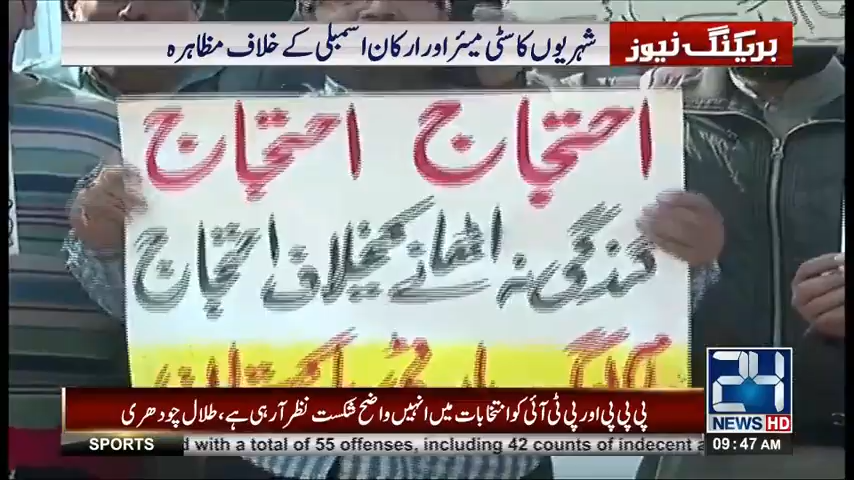 شہریوں کا سٹی میئر اور ارکان اسمبلی کے خلاف مظاہرہ
بریکنگ نیوز
احتجاج احتجاج
گندگی نہ اٹھانے کیخلاف احتجاج
پی پی پی اور پی ٹی آئی کو انتخابات میں انہیں واضح شکست نظر آ رہی ہے، طلال چودھری
24
NEWS HD
SPORTS
d with a total of 55 offenses, including 42 counts of indecent a
09:47 AM